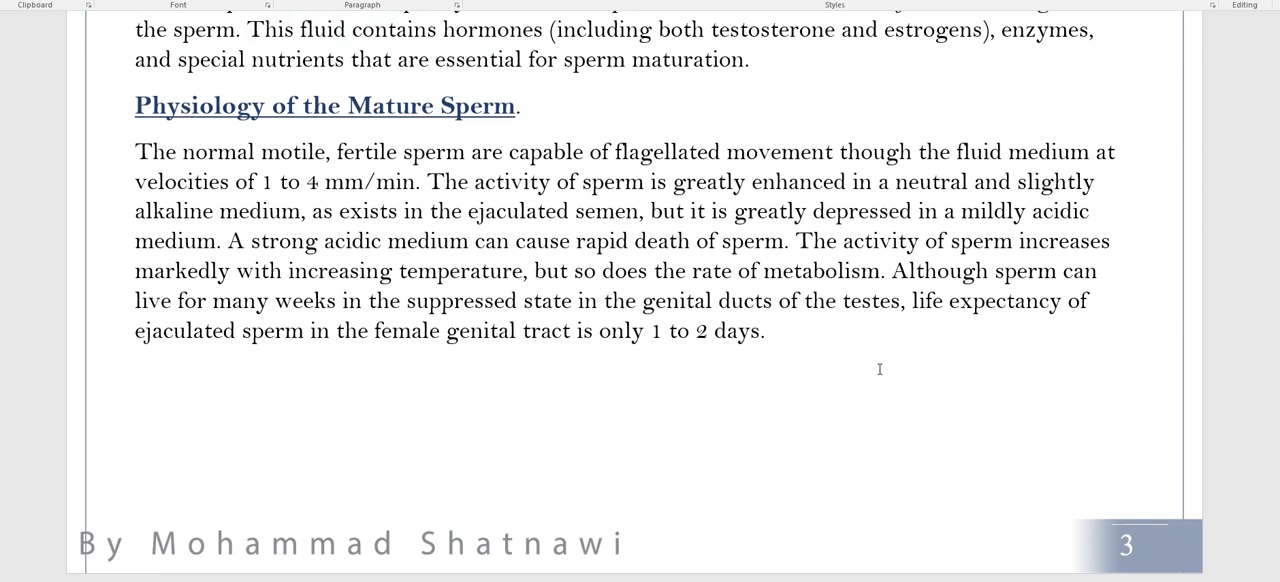 Clipboard Font Paragraph Styles Editing
the sperm. This fluid contains hormones (including both testosterone and estrogens), enzymes,
and special nutrients that are essential for sperm maturation.
Physiology of the Mature Sperm.
The normal motile, fertile sperm are capable of flagellated movement though the fluid medium at
velocities of 1 to 4 mm/min. The activity of sperm is greatly enhanced in a neutral and slightly
alkaline medium, as exists in the ejaculated semen, but it is greatly depressed in a mildly acidic
medium. A strong acidic medium can cause rapid death of sperm. The activity of sperm increases
markedly with increasing temperature, but so does the rate of metabolism. Although sperm can
live for many weeks in the suppressed state in the genital ducts of the testes, life expectancy of
ejaculated sperm in the female genital tract is only 1 to 2 days.
By Mohammad Shatnawi 3